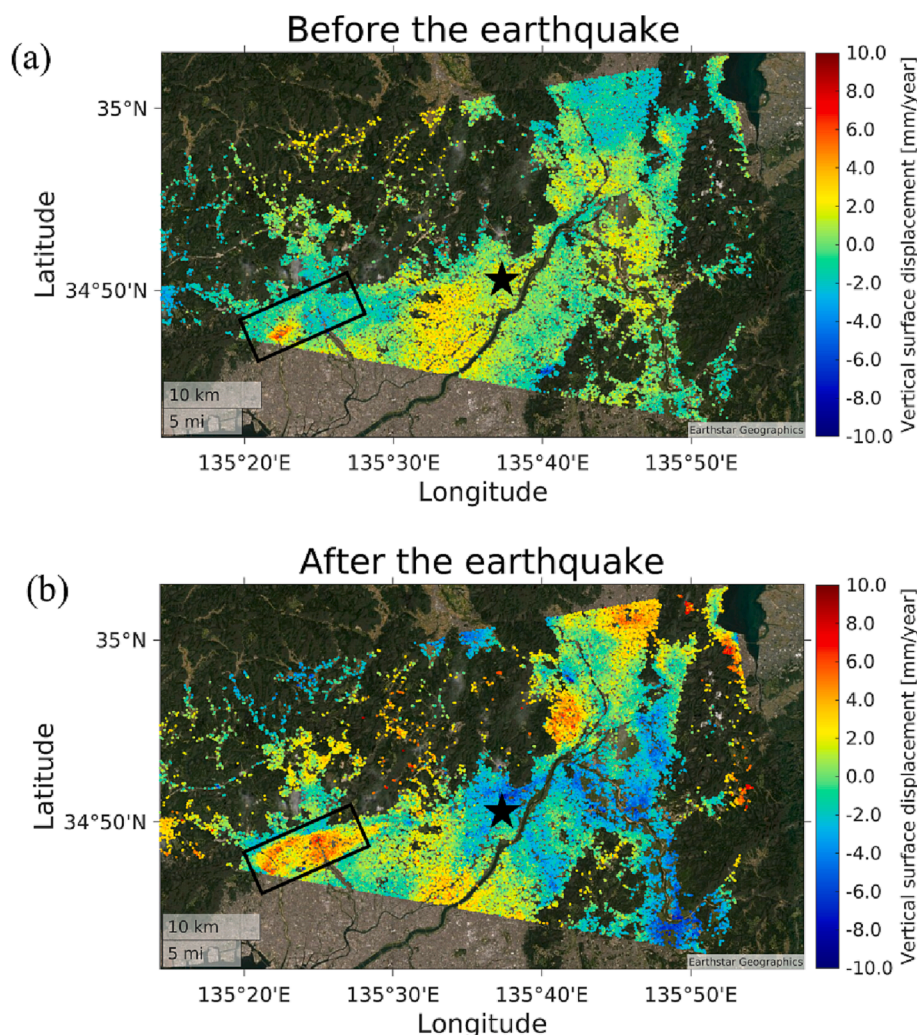 (a)
Before the earthquake
35°N
34°50'N
Latitude
10 km
5 mi
Earthstar Geographics
135°20'E
135°30'E
135°40'E
135°50'E
Longitude
10.0
8.0
6.0
4.0
2.0
0.0
-2.0
-4.0
-6.0
-8.0
-10.0
Vertical surface displacement [mm/year]
(b)
After the earthquake
35°N
34°50'N
Latitude
10 km
5 mi
Earthstar Geographics
135°20'E
135°30'E
135°40'E
135°50'E
Longitude
10.0
8.0
6.0
4.0
2.0
0.0
-2.0
-4.0
-6.0
-8.0
-10.0
Vertical surface displacement [mm/year]